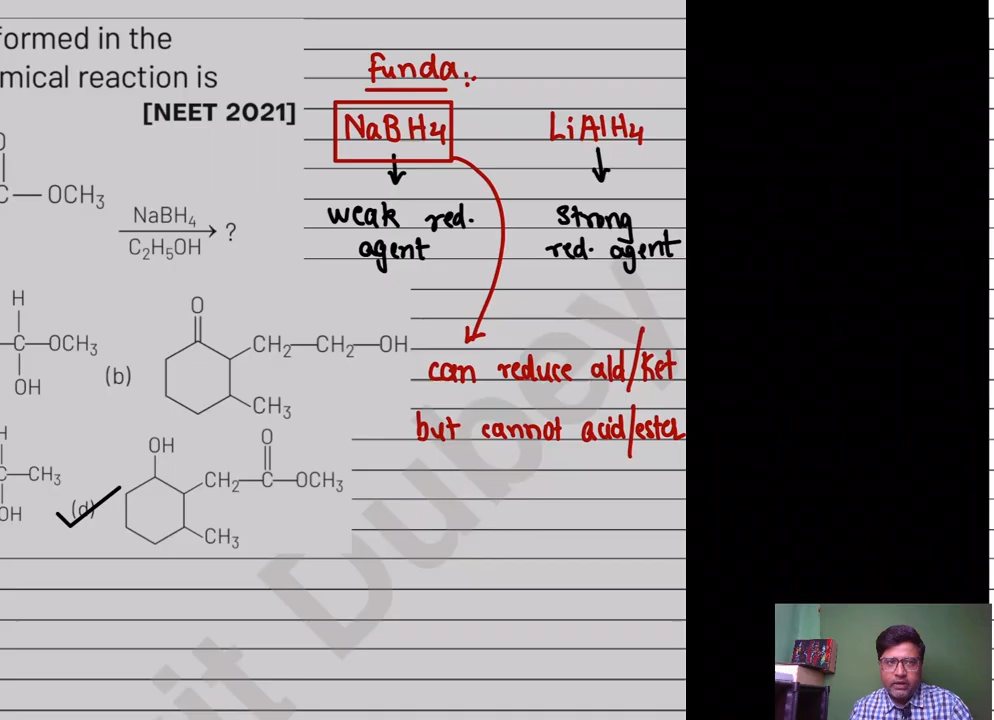 formed in the
mical reaction is
[NEET 2021]
C—OCH3
NaBH4
C2H5OH
?
Funda:
NaBH4
LiAlH4
weak red.
agent
strong
red. agent
can reduce ald/ket
but cannot acid/ester
H
C—OCH3
OH
(b)
O
CH2—CH2—OH
CH3
C—CH3
OH
(d)
OH
O
CH2—C—OCH3
CH3
it Dubey